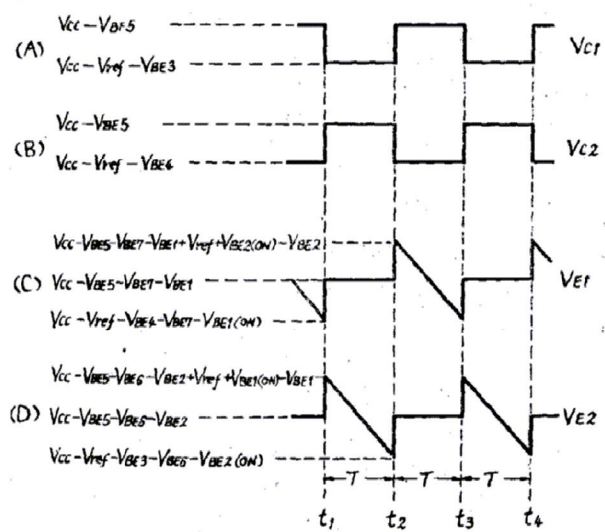 (A)
Vcc-VBE5
Vcc-Vref-VBE3
VC1
(B)
Vcc-VBE5
Vcc-Vref-VBE4
VC2
(C)
Vcc-VBE5-VBE7-VBE1+Vref+VBE2(ON)-VBE2
Vcc-VBE5-VBE7-VBE1
Vcc-Vref-VBE4-VBE7-VBE1(ON)
VE1
(D)
Vcc-VBE5-VBE6-VBE2+Vref+VBE1(ON)-VBE1
Vcc-VBE5-VBE6-VBE2
Vcc-Vref-VBE3-VBE6-VBE2(ON)
VE2
T T T
t1 t2 t3 t4